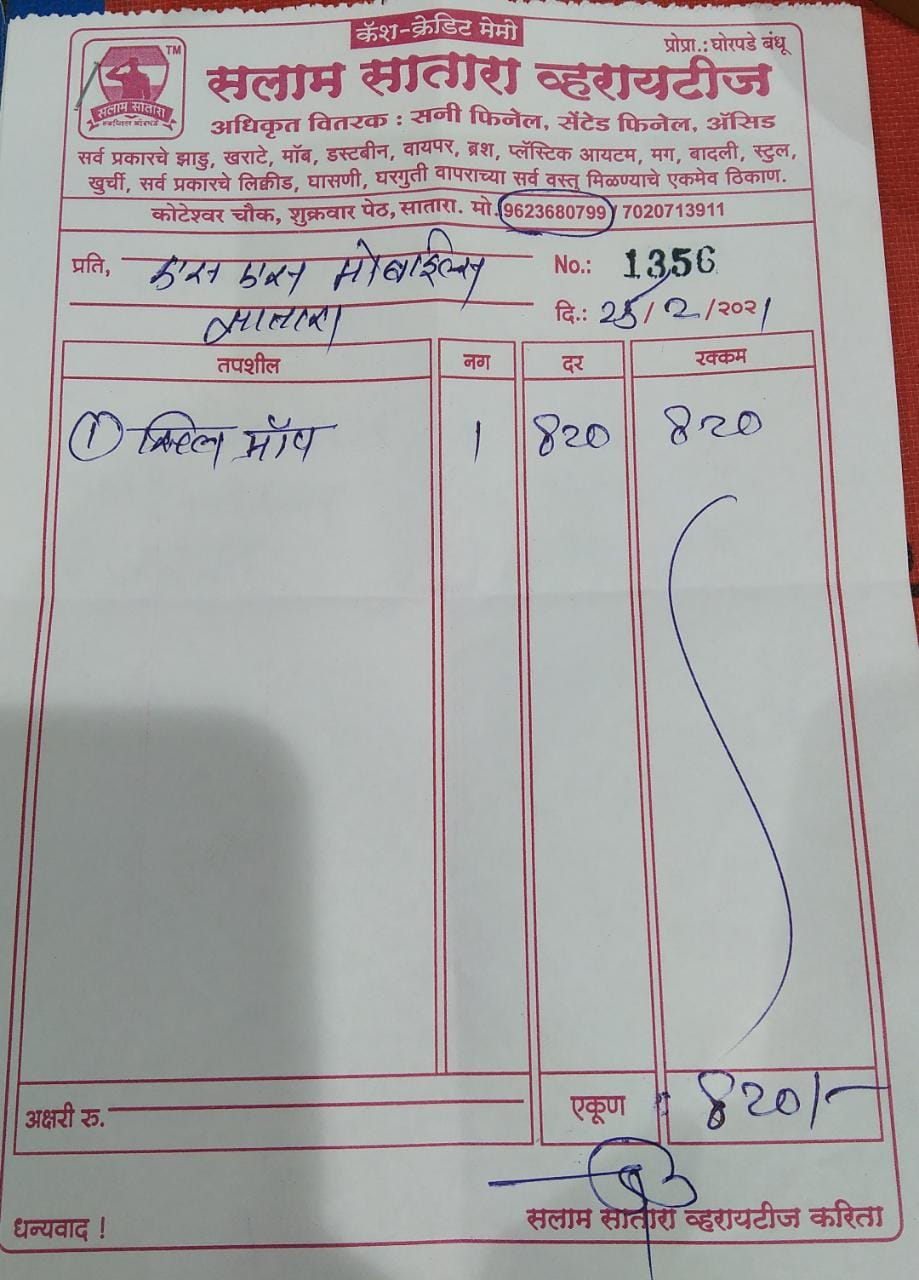 कॅश-क्रेडिट मेमो
प्रोप्रा.: घोरपडे बंधू
TM
सलाम सातारा
सलाम सातारा व्हरायटीज
अधिकृत वितरक : सनी फिनेल, सेंटेड फिनेल, ॲसिड
सर्व प्रकारचे झाडु, खराटे, मॉब, डस्टबीन, वायपर, ब्रश, प्लॅस्टिक आयटम, मग, बादली, स्टुल,
खुर्ची, सर्व प्रकारचे लिक्वीड, घासणी, घरगुती वापराच्या सर्व वस्तु मिळण्याचे एकमेव ठिकाण.
कोटेश्वर चौक, शुक्रवार पेठ, सातारा. मो. 9623680799 / 7020713911
प्रति, एस एस मोबाईल्स No.: 1356
सातारा दि.: 25/2/२०२१
तपशील नग दर रक्कम
① स्टिल मॉप 1 820 820
अक्षरी रु. एकूण 820/-
सलाम सातारा व्हरायटीज करिता
धन्यवाद !